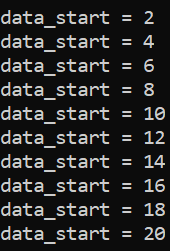 data_start = 2
data_start = 4
data_start = 6
data_start = 8
data_start = 10
data_start = 12
data_start = 14
data_start = 16
data_start = 18
data_start = 20